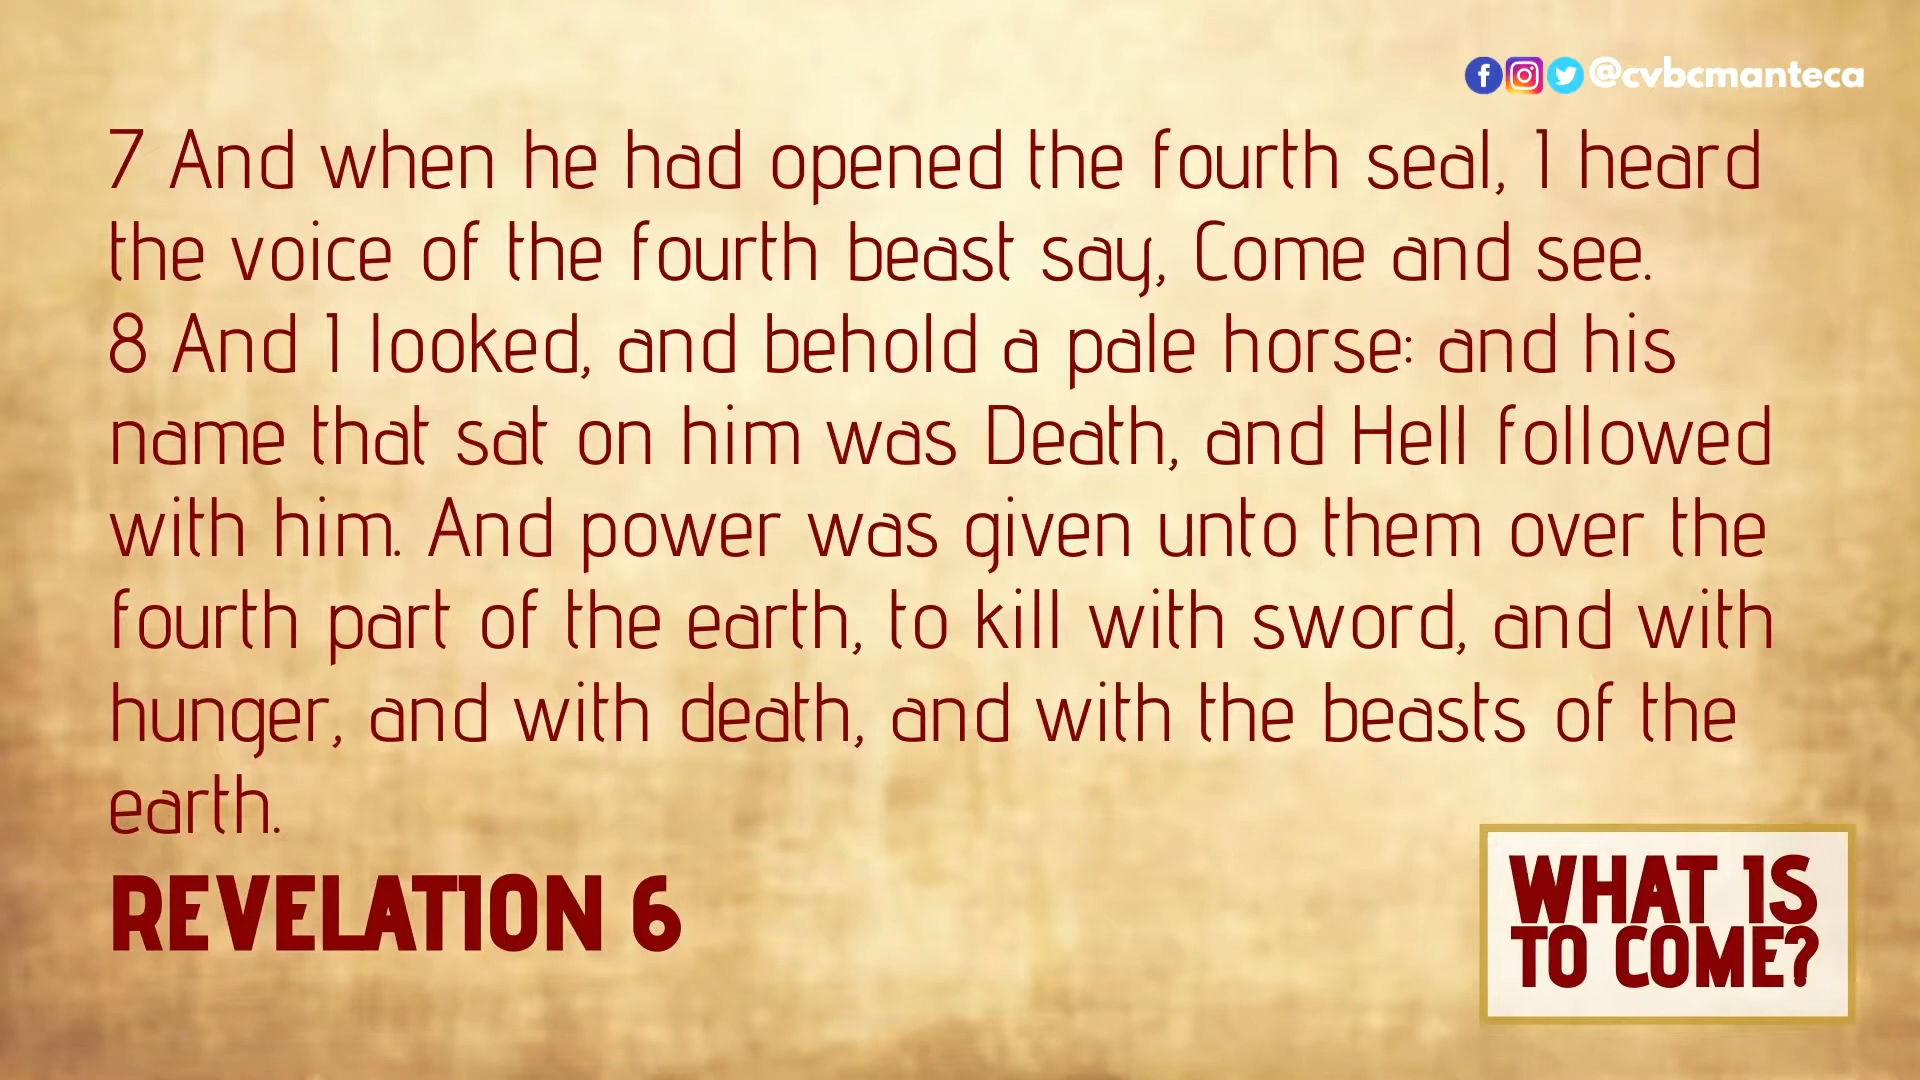 @cvbcmanteca
7 And when he had opened the fourth seal, I heard
the voice of the fourth beast say, Come and see.
8 And I looked, and behold a pale horse: and his
name that sat on him was Death, and Hell followed
with him. And power was given unto them over the
fourth part of the earth, to kill with sword, and with
hunger, and with death, and with the beasts of the
earth.
REVELATION 6
WHAT IS
TO COME?